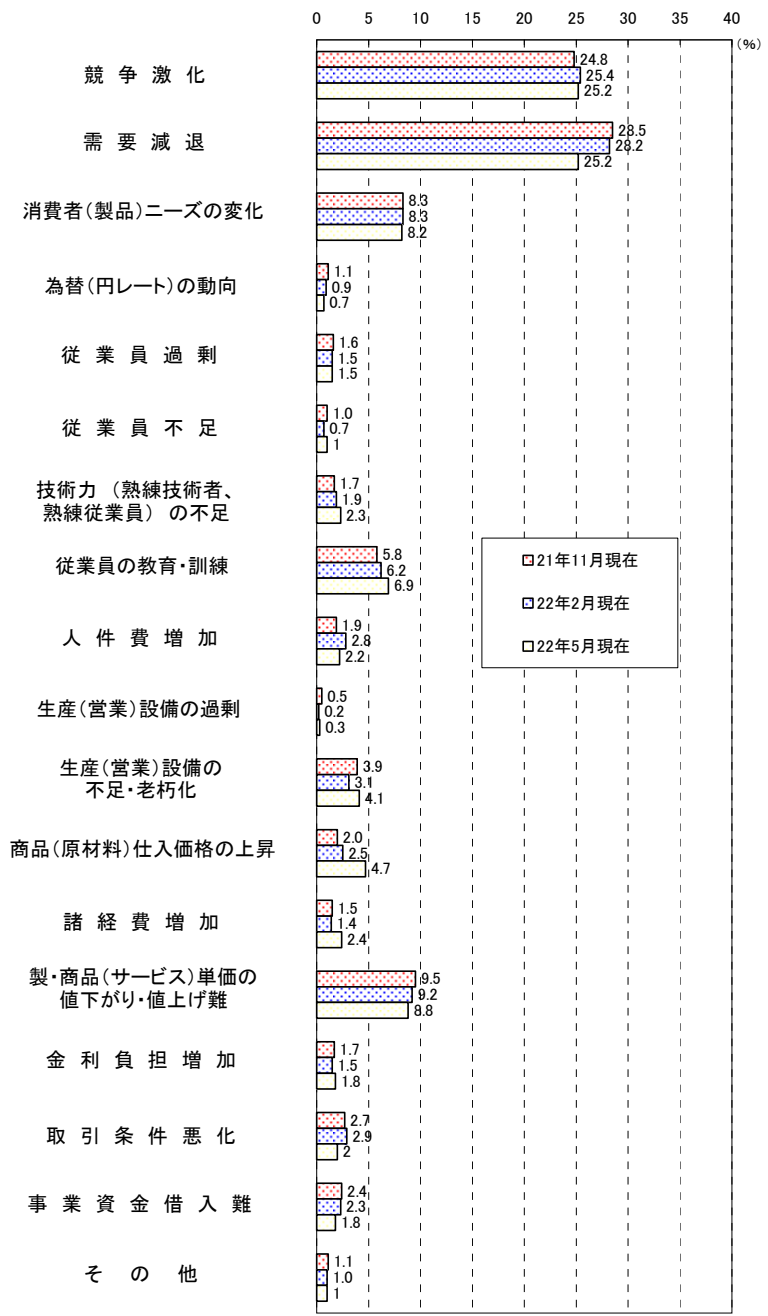 0 5 10 15 20 25 30 35 40
(%)
競争激化
24.8
25.4
25.2
需要減退
28.5
28.2
25.2
消費者(製品)ニーズの変化
8.3
8.3
8.2
為替(円レート)の動向
1.1
0.9
0.7
従業員過剰
1.6
1.5
1.5
従業員不足
1.0
0.7
1
技術力(熟練技術者、
熟練従業員)の不足
1.7
1.9
2.3
従業員の教育・訓練
5.8
6.2
6.9
21年11月現在
22年2月現在
22年5月現在
人件費増加
1.9
2.8
2.2
生産(営業)設備の過剰
0.5
0.2
0.3
生産(営業)設備の
不足・老朽化
3.9
3.1
4.1
商品(原材料)仕入価格の上昇
2.0
2.5
4.7
諸経費増加
1.5
1.4
2.4
製・商品(サービス)単価の
値下がり・値上げ難
9.5
9.2
8.8
金利負担増加
1.7
1.5
1.8
取引条件悪化
2.7
2.9
2
事業資金借入難
2.4
2.3
1.8
その他
1.1
1.0
1